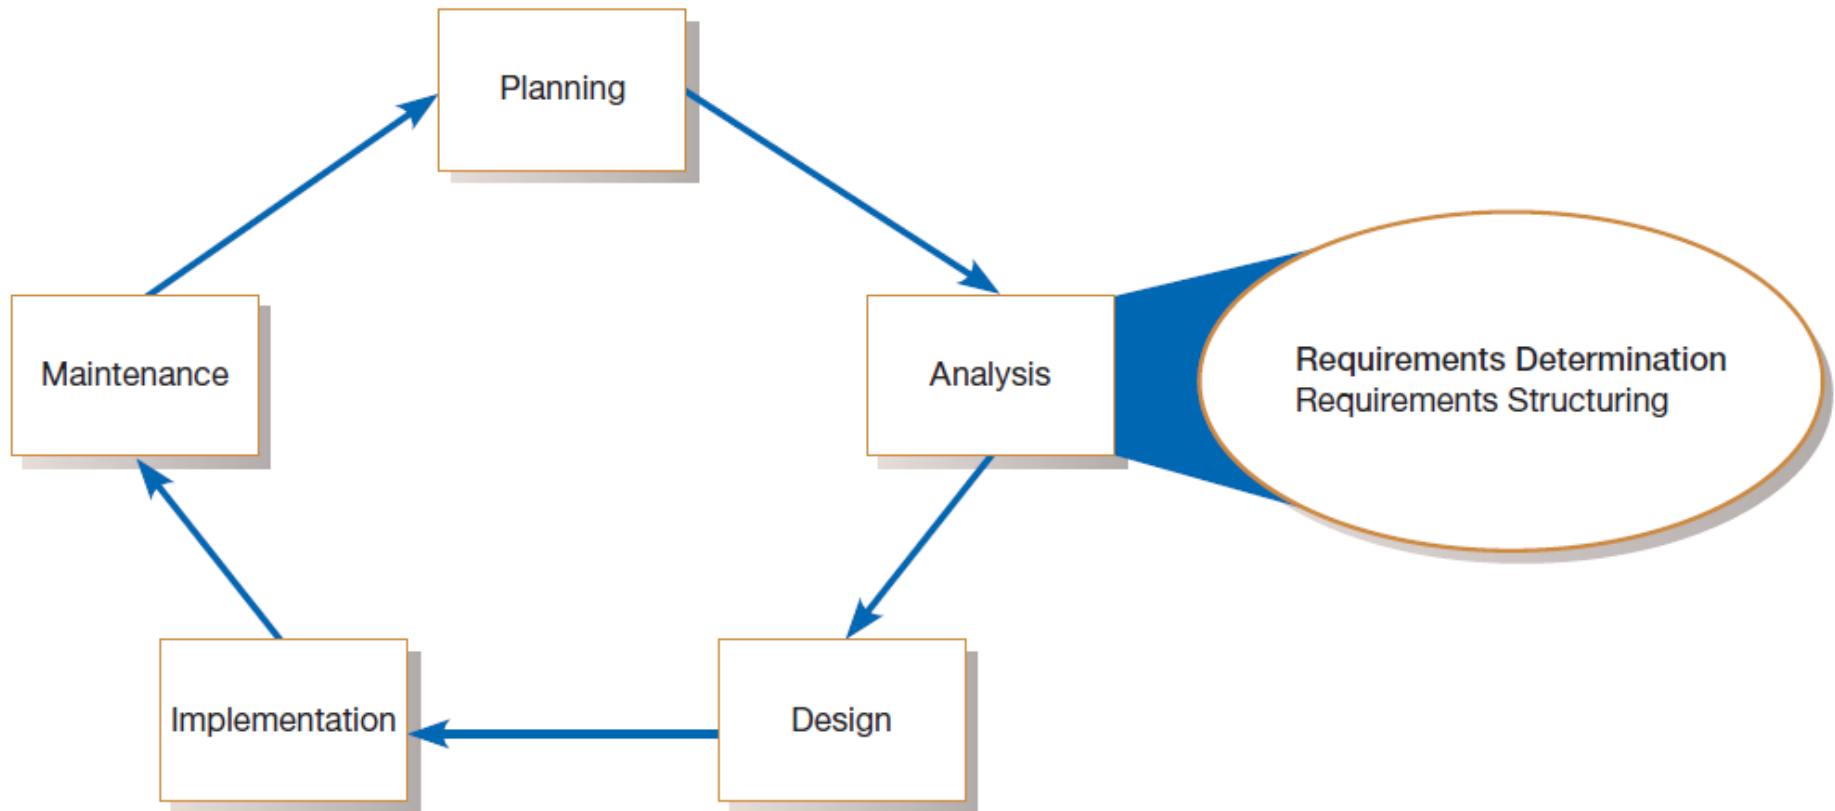 Planning
Maintenance
Analysis
Requirements Determination
Requirements Structuring
Implementation
Design